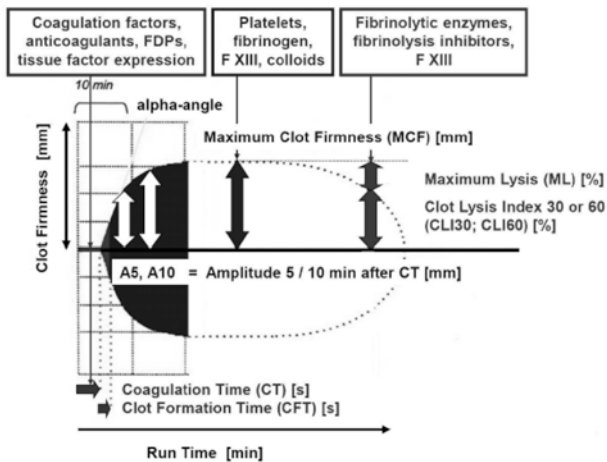 Coagulation factors,
anticoagulants, FDPs,
tissue factor expression
Platelets,
fibrinogen,
F XIII, colloids
Fibrinolytic enzymes,
fibrinolysis inhibitors,
F XIII
10 min
alpha-angle
Maximum Clot Firmness (MCF) [mm]
Clot Firmness [mm]
Maximum Lysis (ML) [%]
Clot Lysis Index 30 or 60
(CLI30; CLI60) [%]
A5, A10 = Amplitude 5 / 10 min after CT [mm]
Coagulation Time (CT) [s]
Clot Formation Time (CFT) [s]
Run Time [min]